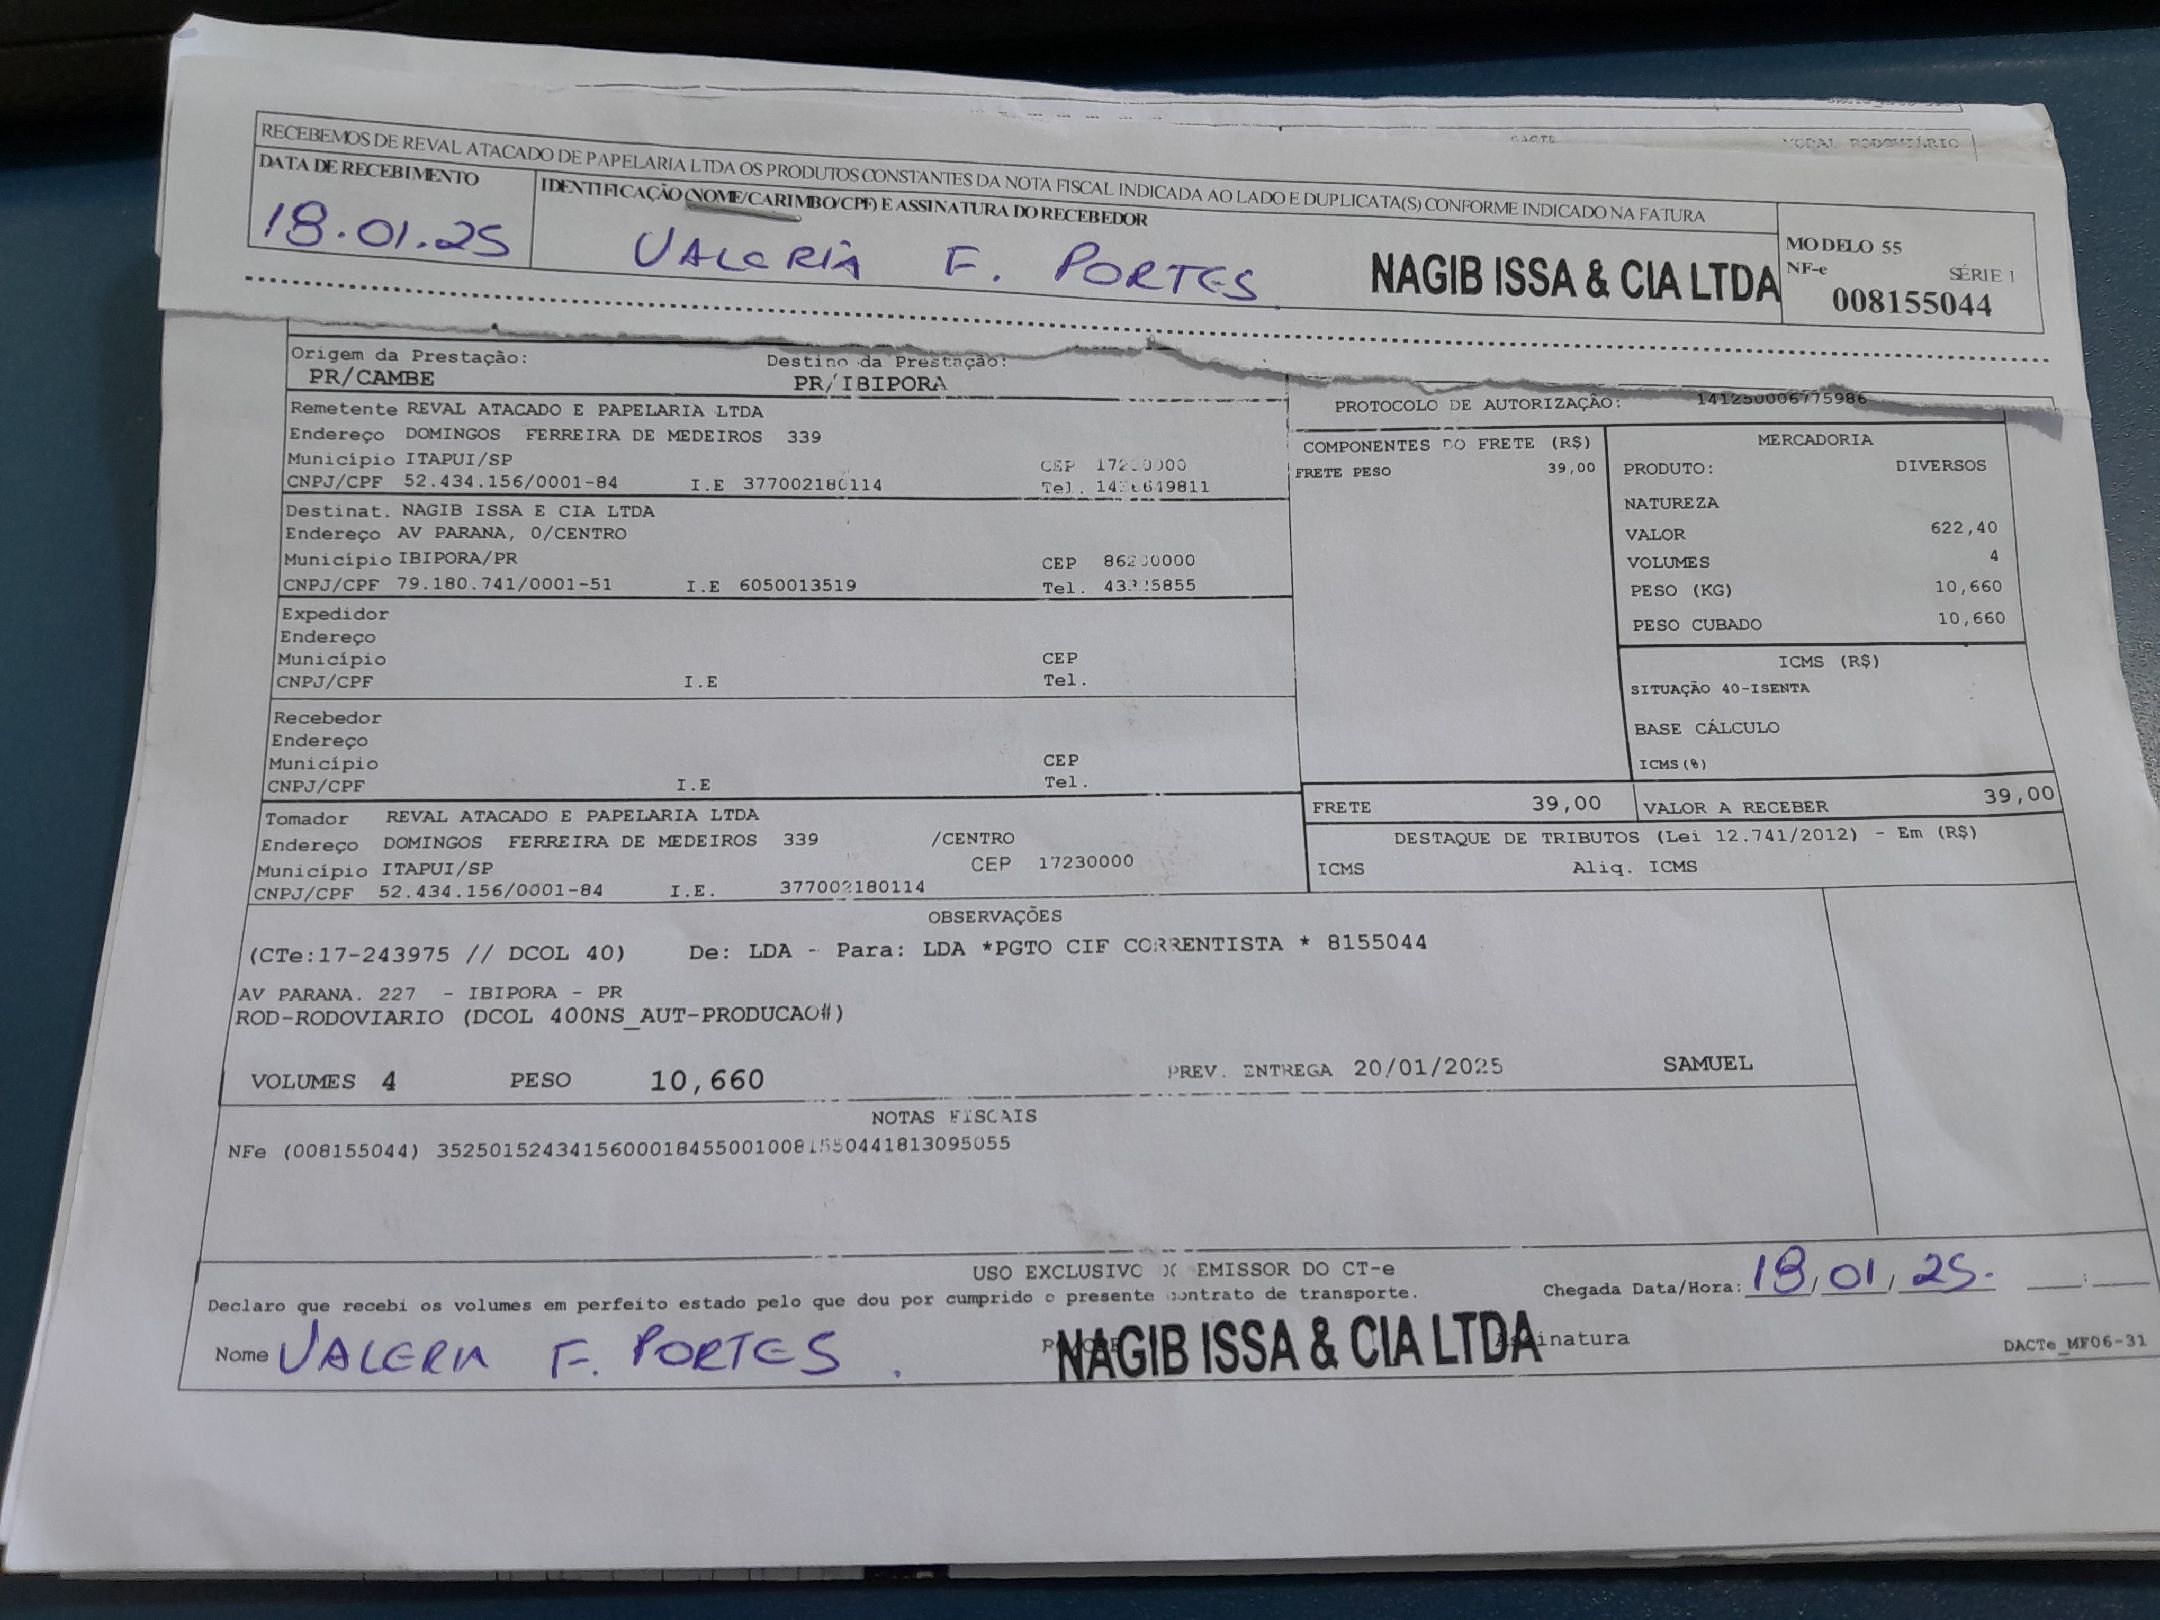 RECEBEMOS DE REVAL ATACADO DE PAPELARIA LTDA OS PRODUTOS CONSTANTES DA NOTA FISCAL INDICADA AO LADO E DUPLICATA(S) CONFORME INDICADO NA FATURA
DATA DE RECEBIMENTO IDENTIFICAÇÃO (NOME/CARIMBO/CPF) E ASSINATURA DO RECEBEDOR
18.01.25 VALERIA F. PORTES NAGIB ISSA & CIA LTDA
MODELO 55
NF-e SÉRIE 1
008155044
MODAL RODOVIÁRIO
Origem da Prestação: Destino da Prestação:
PR/CAMBE PR/IBIPORA
PROTOCOLO DE AUTORIZAÇÃO: 141250006775986
Remetente REVAL ATACADO E PAPELARIA LTDA
Endereço DOMINGOS FERREIRA DE MEDEIROS 339
Município ITAPUI/SP CEP
CNPJ/CPF 52.434.156/0001-84 I.E 377002180114 Tel.
Destinat. NAGIB ISSA E CIA LTDA
Endereço AV PARANA, 0/CENTRO
Município IBIPORA/PR CEP
CNPJ/CPF 79.180.741/0001-51 I.E 6050013519 Tel.
Expedidor
Endereço
Município CEP
CNPJ/CPF I.E Tel.
Recebedor
Endereço
Município CEP
CNPJ/CPF I.E Tel.
Tomador REVAL ATACADO E PAPELARIA LTDA
Endereço DOMINGOS FERREIRA DE MEDEIROS 339 /CENTRO
Município ITAPUI/SP CEP 17230000
CNPJ/CPF 52.434.156/0001-84 I.E. 377002180114
COMPONENTES DO FRETE (R$)
FRETE PESO 39,00
MERCADORIA
PRODUTO: DIVERSOS
NATUREZA
VALOR 622,40
VOLUMES 4
PESO (KG) 10,660
PESO CUBADO 10,660
ICMS (R$)
SITUAÇÃO 40-ISENTA
BASE CÁLCULO
ICMS(%)
FRETE 39,00 VALOR A RECEBER 39,00
DESTAQUE DE TRIBUTOS (Lei 12.741/2012) - Em (R$)
ICMS Aliq. ICMS
OBSERVAÇÕES
(CTe:17-243975 // DCOL 40) De: LDA - Para: LDA *PGTO CIF CORRENTISTA * 8155044
AV PARANA. 227 - IBIPORA - PR
ROD-RODOVIARIO (DCOL 400NS_AUT-PRODUCAO#)
VOLUMES 4 PESO 10,660 PREV. ENTREGA 20/01/2025 SAMUEL
NOTAS FISCAIS
NFe (008155044) 35250152434156000184550010081550441813095055
USO EXCLUSIVO DO EMISSOR DO CT-e
Declaro que recebi os volumes em perfeito estado pelo que dou por cumprido o presente contrato de transporte.
Chegada Data/Hora: 18/01/25. __:__
Nome VALERIA F. PORTES. NAGIB ISSA & CIA LTDA Assinatura
DACTe_MF06-31